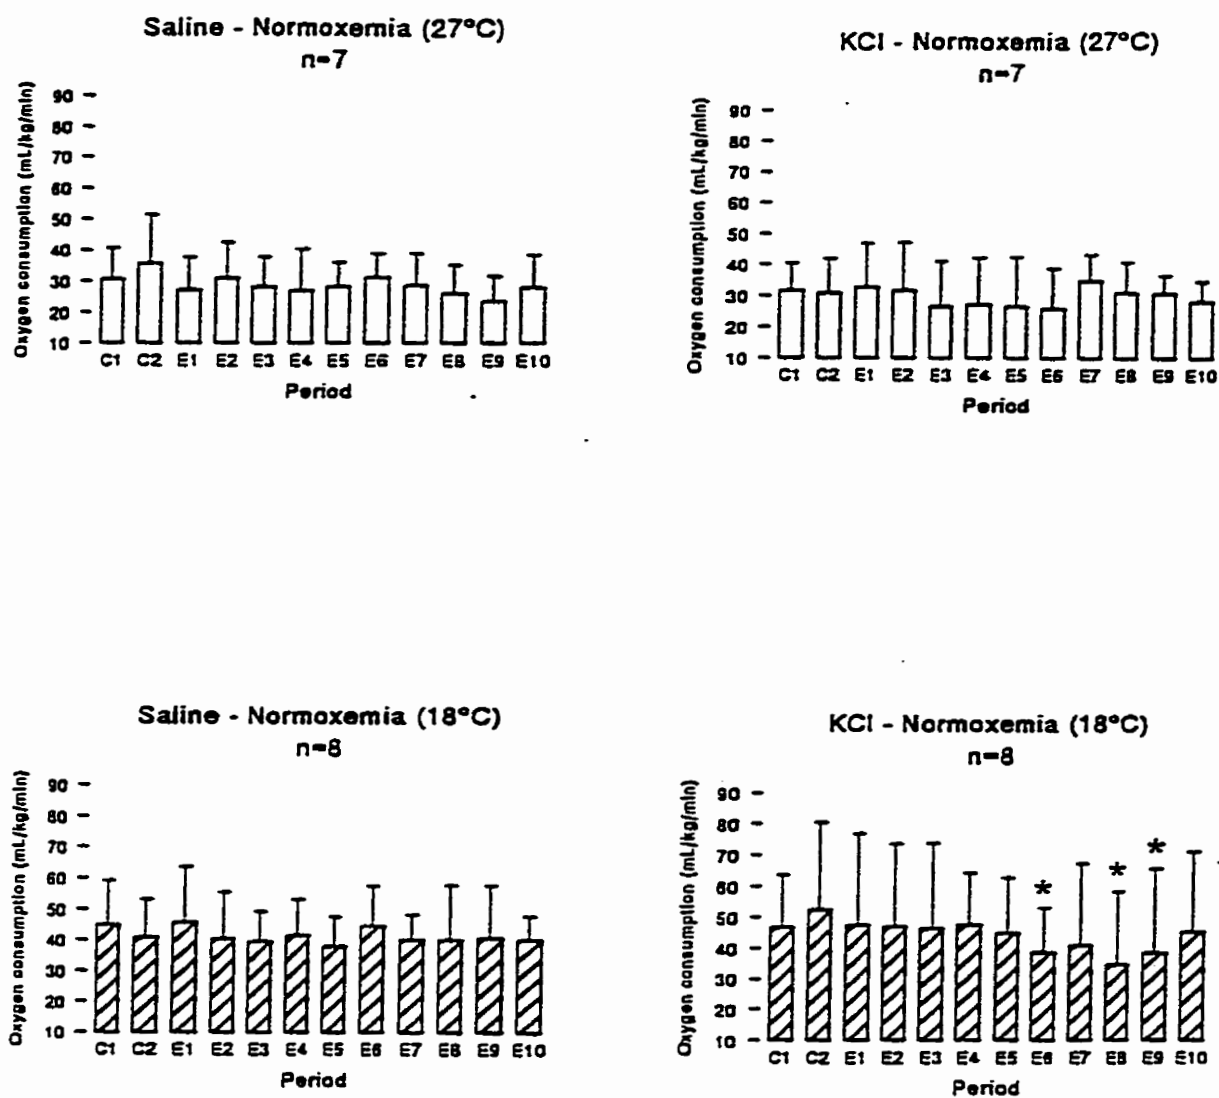 Saline - Normoxemia (27°C)
n=7
Oxygen consumption (mL/kg/min)
90
80
70
60
50
40
30
20
10
C1 C2 E1 E2 E3 E4 E5 E6 E7 E8 E9 E10
Period
KCl - Normoxemia (27°C)
n=7
Oxygen consumption (mL/kg/min)
90
80
70
60
50
40
30
20
10
C1 C2 E1 E2 E3 E4 E5 E6 E7 E8 E9 E10
Period
Saline - Normoxemia (18°C)
n=8
Oxygen consumption (mL/kg/min)
90
80
70
60
50
40
30
20
10
C1 C2 E1 E2 E3 E4 E5 E6 E7 E8 E9 E10
Period
KCl - Normoxemia (18°C)
n=8
Oxygen consumption (mL/kg/min)
90
80
70
60
50
40
30
20
10
* * *
C1 C2 E1 E2 E3 E4 E5 E6 E7 E8 E9 E10
Period